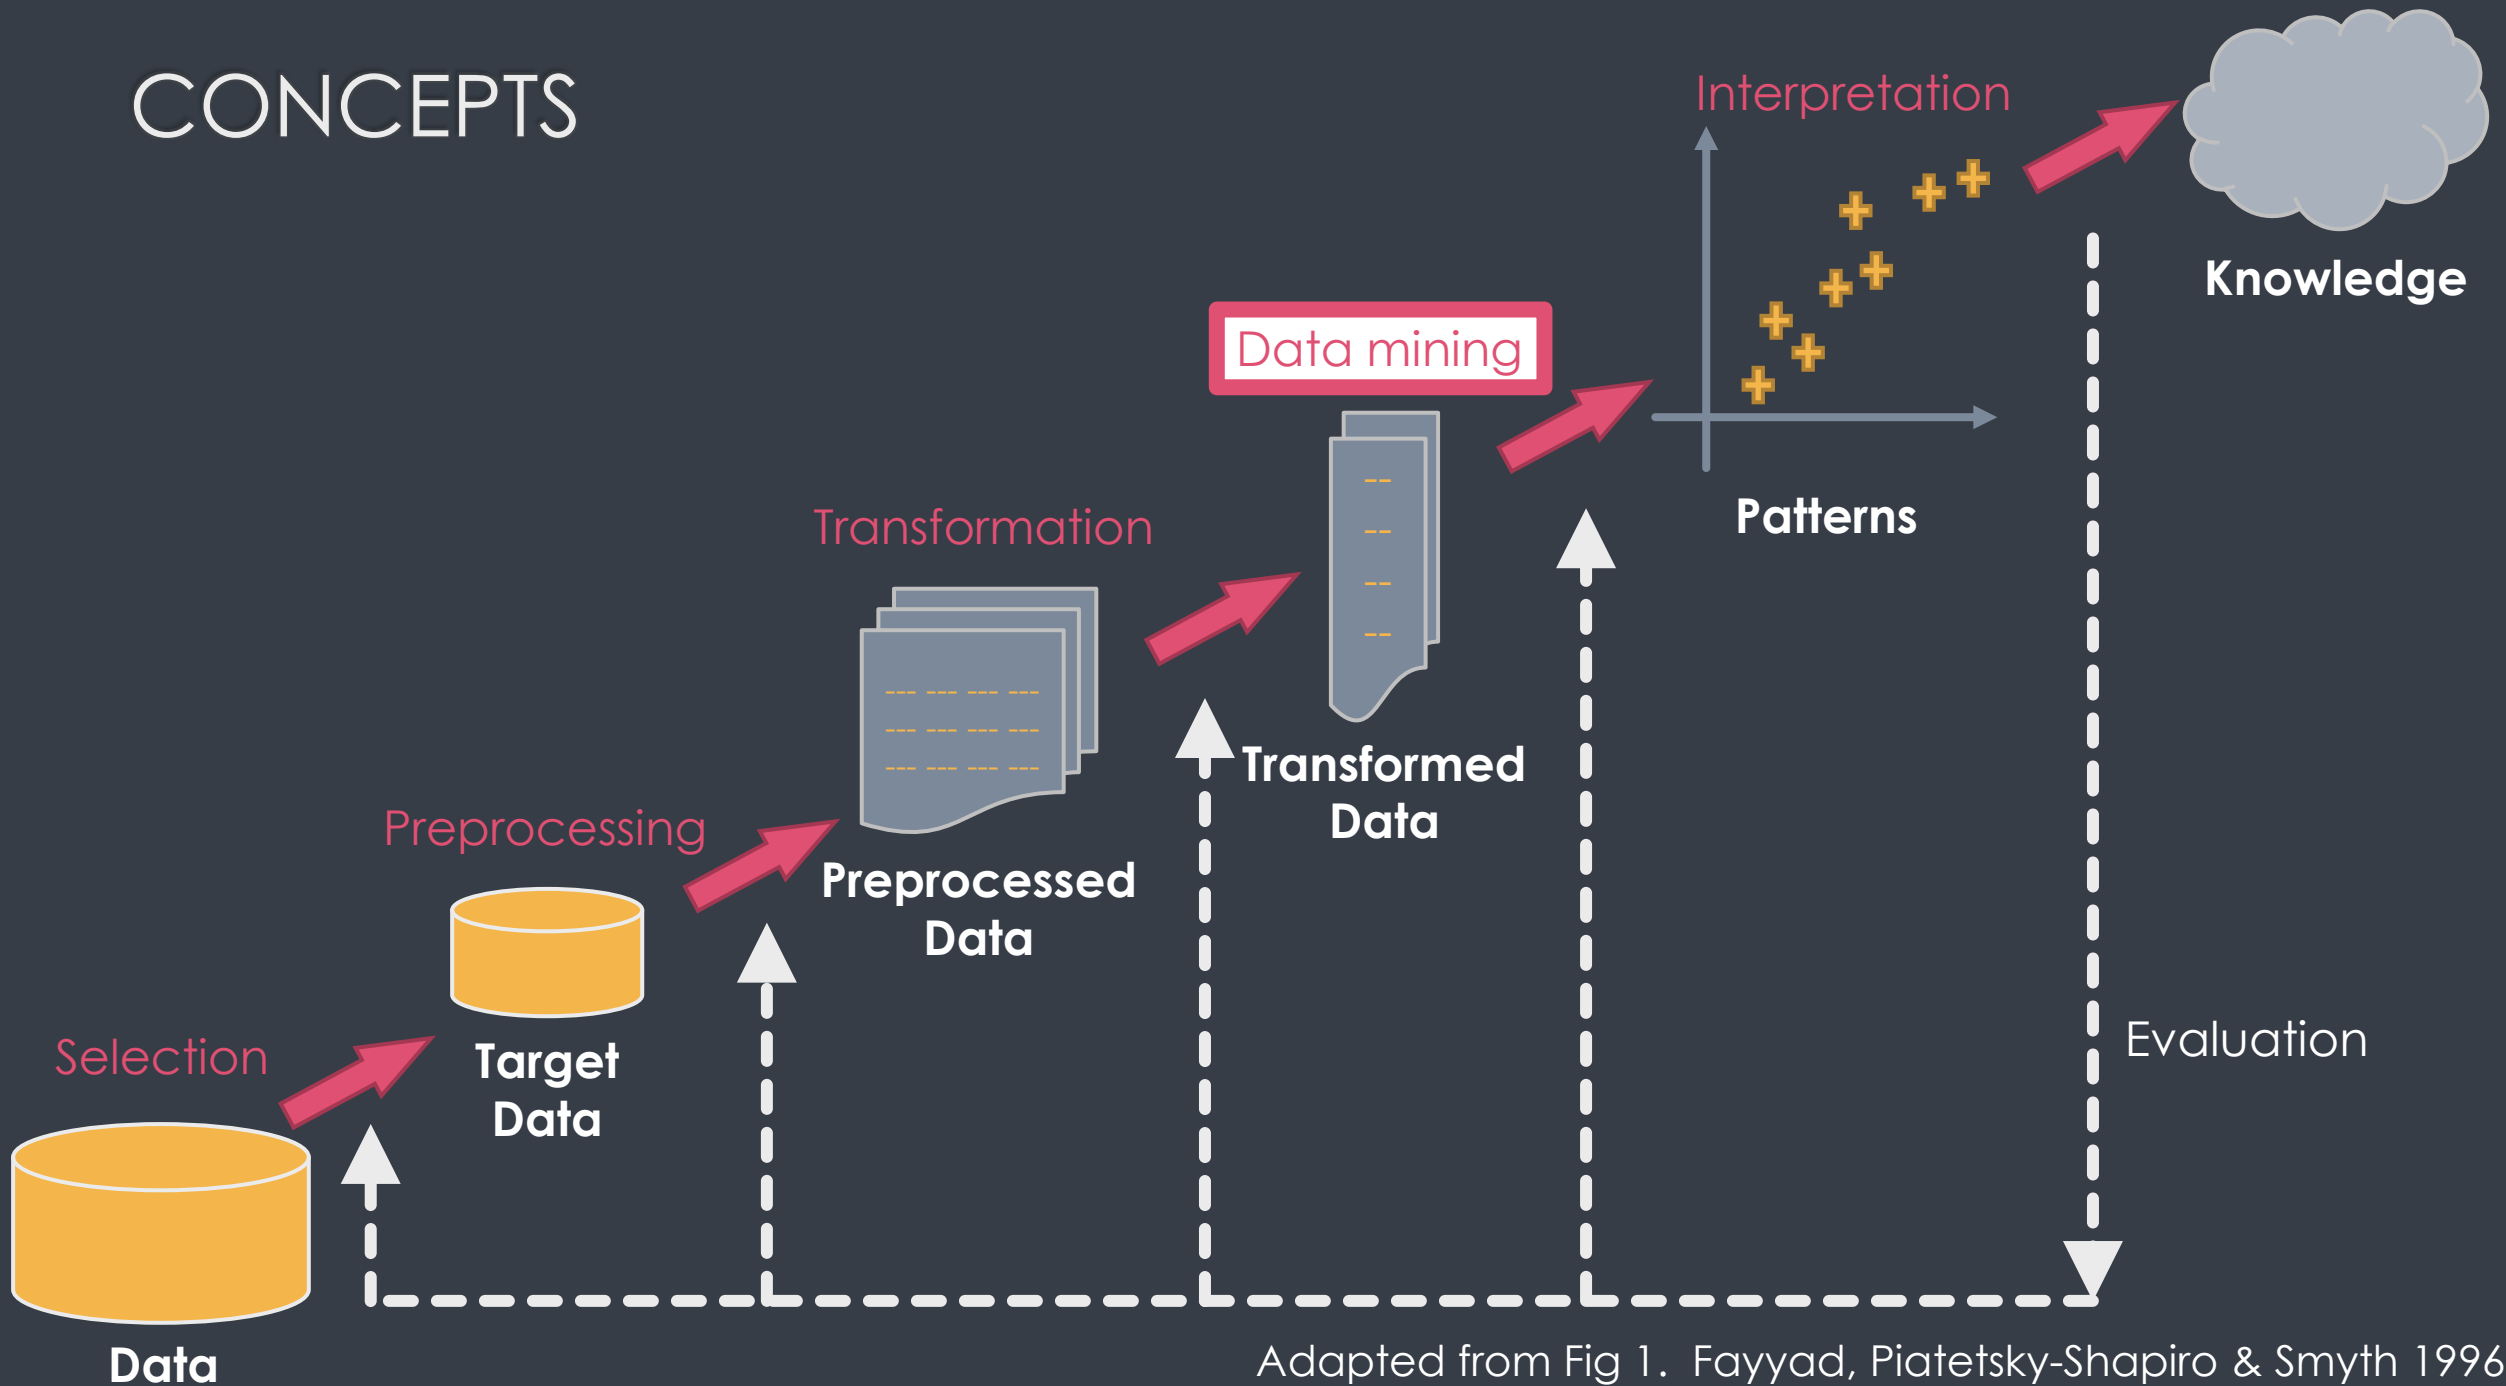 CONCEPTS
Interpretation
Knowledge
Data mining
Patterns
Transformation
Transformed
Data
Preprocessing
Preprocessed
Data
Selection
Target
Data
Evaluation
Data
Adapted from Fig 1. Fayyad, Piatetsky-Shapiro & Smyth 1996